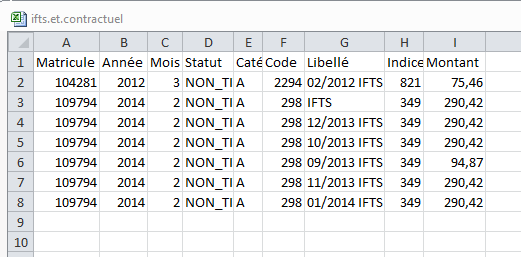 ifts.et.contractuel
A B C D E F G H I
1 Matricule Année Mois Statut Caté Code Libellé Indice Montant
2 104281 2012 3 NON_TI A 2294 02/2012 IFTS 821 75,46
3 109794 2014 2 NON_TI A 298 IFTS 349 290,42
4 109794 2014 2 NON_TI A 298 12/2013 IFTS 349 290,42
5 109794 2014 2 NON_TI A 298 10/2013 IFTS 349 290,42
6 109794 2014 2 NON_TI A 298 09/2013 IFTS 349 94,87
7 109794 2014 2 NON_TI A 298 11/2013 IFTS 349 290,42
8 109794 2014 2 NON_TI A 298 01/2014 IFTS 349 290,42
9
10